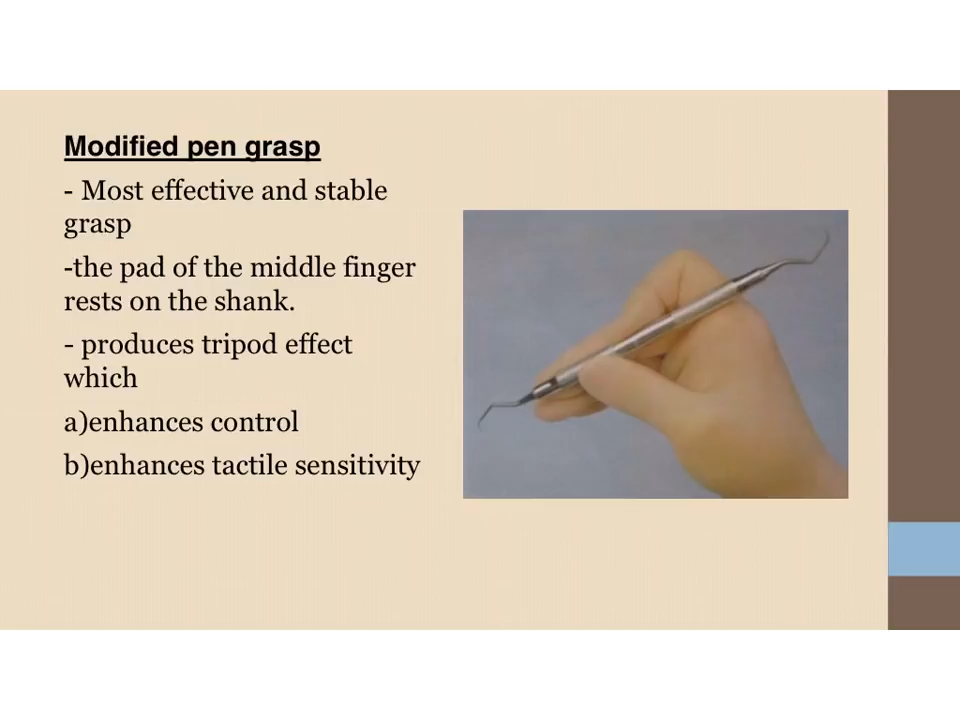 Modified pen grasp
- Most effective and stable
grasp
-the pad of the middle finger
rests on the shank.
- produces tripod effect
which
a)enhances control
b)enhances tactile sensitivity